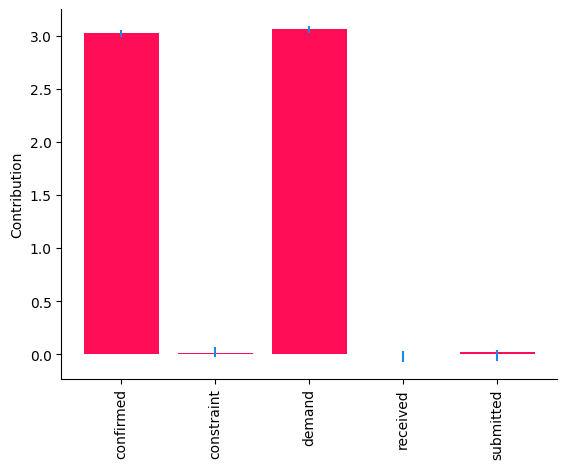 Contribution
3.0
2.5
2.0
1.5
1.0
0.5
0.0
confirmed
constraint
demand
received
submitted